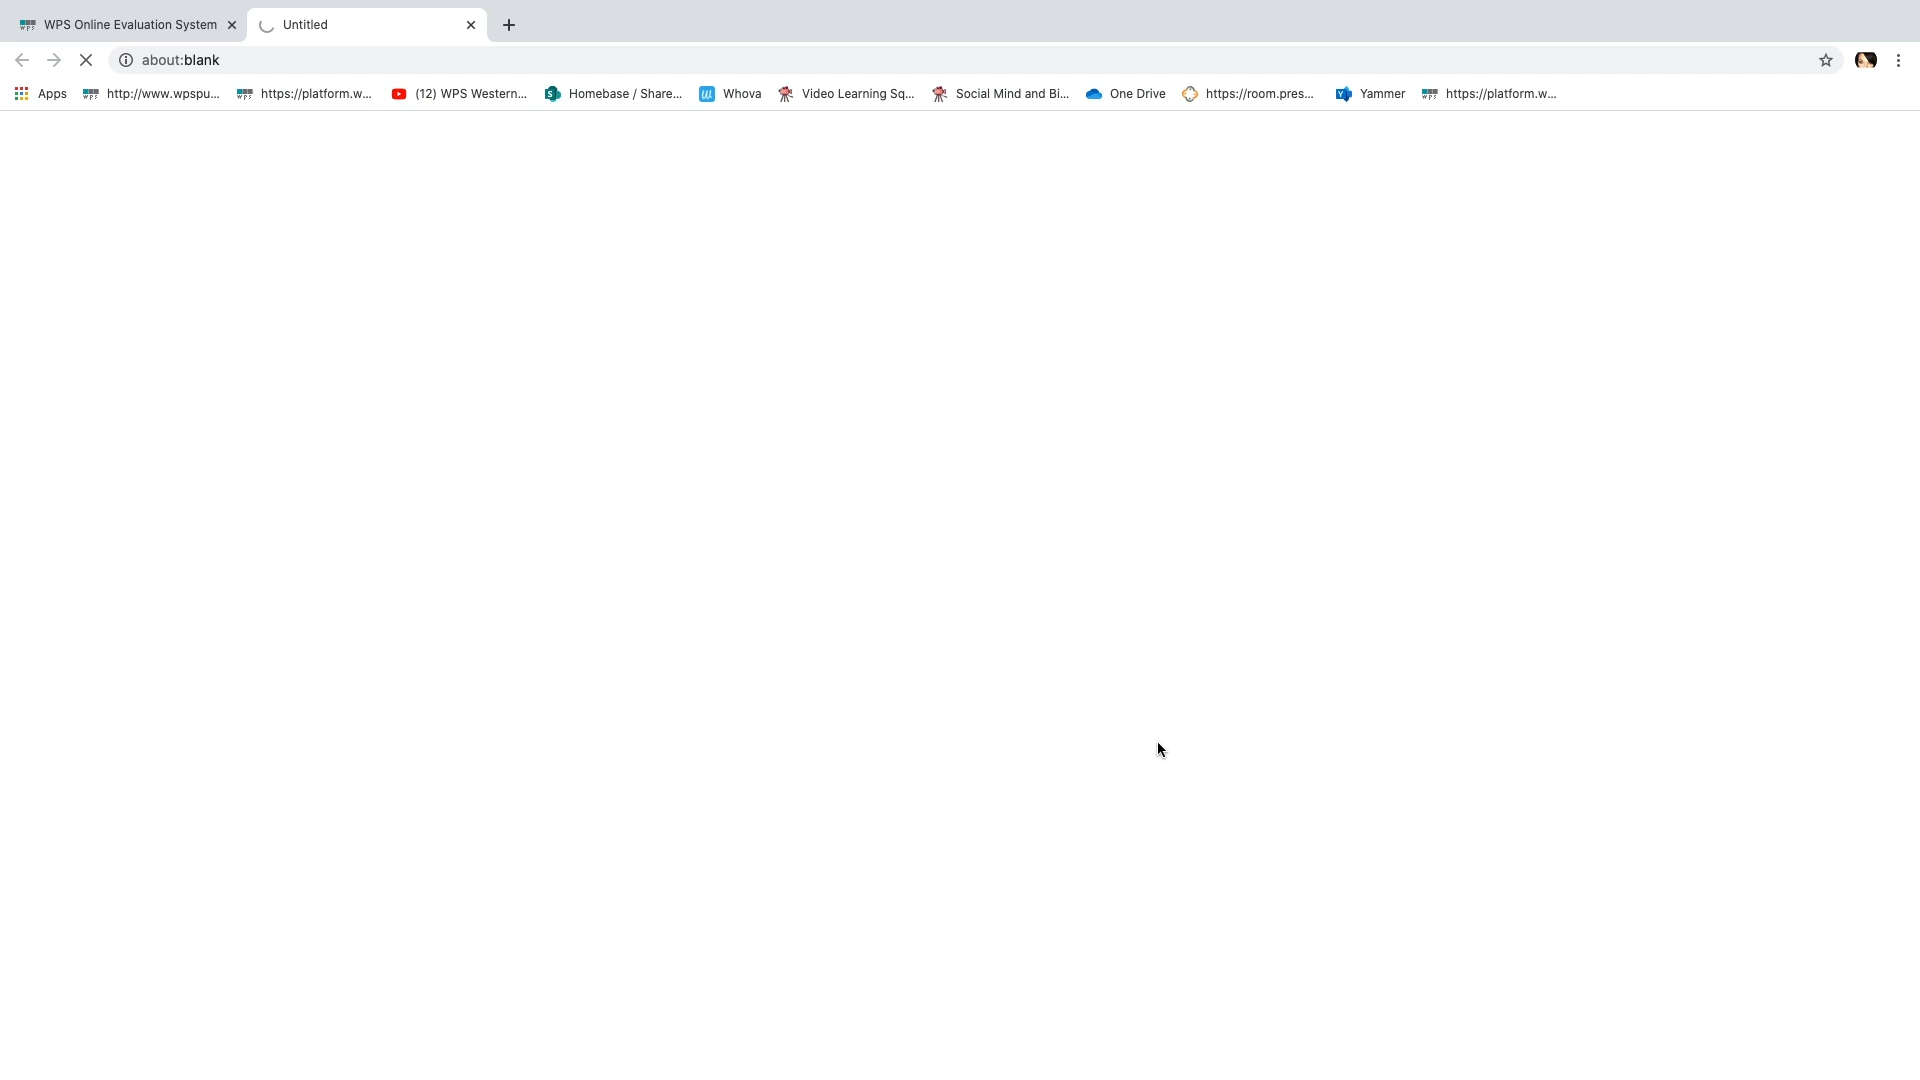 WPS Online Evaluation System
Untitled
about:blank
Apps
http://www.wpspu...
https://platform.w...
(12) WPS Western...
Homebase / Share...
Whova
Video Learning Sq...
Social Mind and Bi...
One Drive
https://room.pres...
Yammer
https://platform.w...